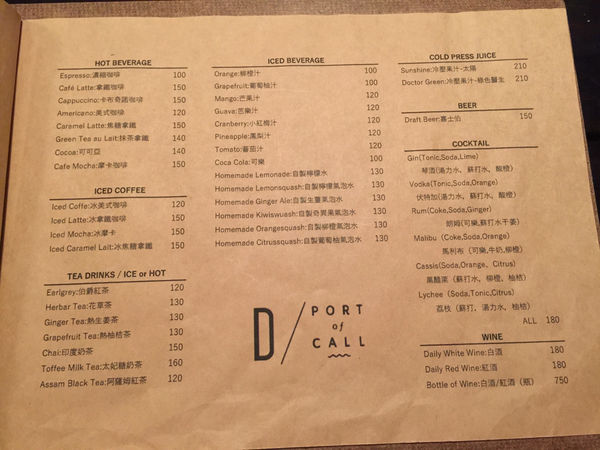 HOT BEVERAGE
Espresso:濃縮咖啡 100
Café Latte:拿鐵咖啡 150
Cappuccino:卡布奇諾咖啡 150
Americano:美式咖啡 120
Caramel Latte:焦糖拿鐵 150
Green Tea au Lait:抹茶拿鐵 140
Cocoa:可可亞 140
Cafe Mocha:摩卡咖啡 150
ICED COFFEE
Iced Coffe:冰美式咖啡 120
Iced Latte:冰拿鐵咖啡 150
Iced Mocha:冰摩卡 150
Iced Caramel Lait:冰焦糖拿鐵 150
TEA DRINKS / ICE or HOT
Earlgrey:伯爵紅茶 120
Herbar Tea:花草茶 130
Ginger Tea:熱生姜茶 130
Grapefruit Tea:熱柚桔茶 130
Chai:印度奶茶 150
Toffee Milk Tea:太妃糖奶茶 160
Assam Black Tea:阿薩姆紅茶 120
ICED BEVERAGE
Orange:柳橙汁 100
Grapefruit:葡萄柚汁 100
Mango:芒果汁 120
Guava:芭樂汁 120
Cranberry:小紅莓汁 120
Pineapple:鳳梨汁 120
Tomato:蕃茄汁 120
Coca Cola:可樂 100
Homemade Lemonade:自製檸檬水 130
Homemade Lemonsquash:自製檸檬氣泡水 130
Homemade Ginger Ale:自製生薑氣泡水 130
Homemade Kiwiswuash:自製奇異果氣泡水 130
Homemade Orangesquash:自製柳橙氣泡水 130
Homemade Citrussquash:自製葡萄柚氣泡水 130
D/ PORT
of
CALL
COLD PRESS JUICE
Sunshine:冷壓果汁-太陽 210
Doctor Green:冷壓果汁-綠色醫生 210
BEER
Draft Beer:嘉士伯 150
COCKTAIL
Gin(Tonic,Soda,Lime)
琴酒(湯力水、蘇打水、酸橙)
Vodka(Tonic,Soda,Orange)
伏特加(湯力水、蘇打水、酸橙)
Rum(Coke,Soda,Ginger)
朗姆(可樂,蘇打水干姜)
Malibu (Coke,Soda,Orange)
馬利布 (可樂,牛奶,柳橙)
Cassis(Soda,Orange, Citrus)
黑醋栗 (蘇打水, 柳橙, 柚桔)
Lychee (Soda,Tonic,Citrus)
荔枝 (蘇打、湯力水、柚桔)
ALL 180
WINE
Daily White Wine:白酒 180
Daily Red Wine:紅酒 180
Bottle of Wine:白酒/紅酒（瓶） 750